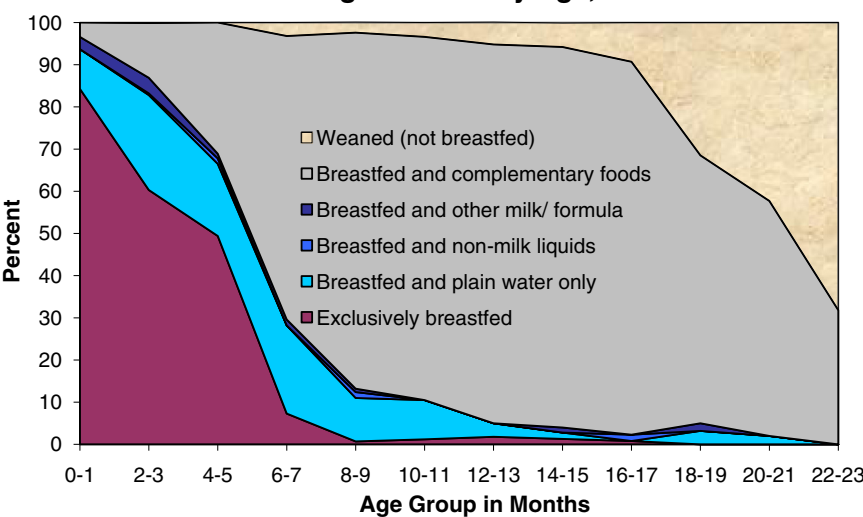 100
90
80
70
60
50
40
30
20
10
0
Percent
Weaned (not breastfed)
Breastfed and complementary foods
Breastfed and other milk/ formula
Breastfed and non-milk liquids
Breastfed and plain water only
Exclusively breastfed
0-1 2-3 4-5 6-7 8-9 10-11 12-13 14-15 16-17 18-19 20-21 22-23
Age Group in Months